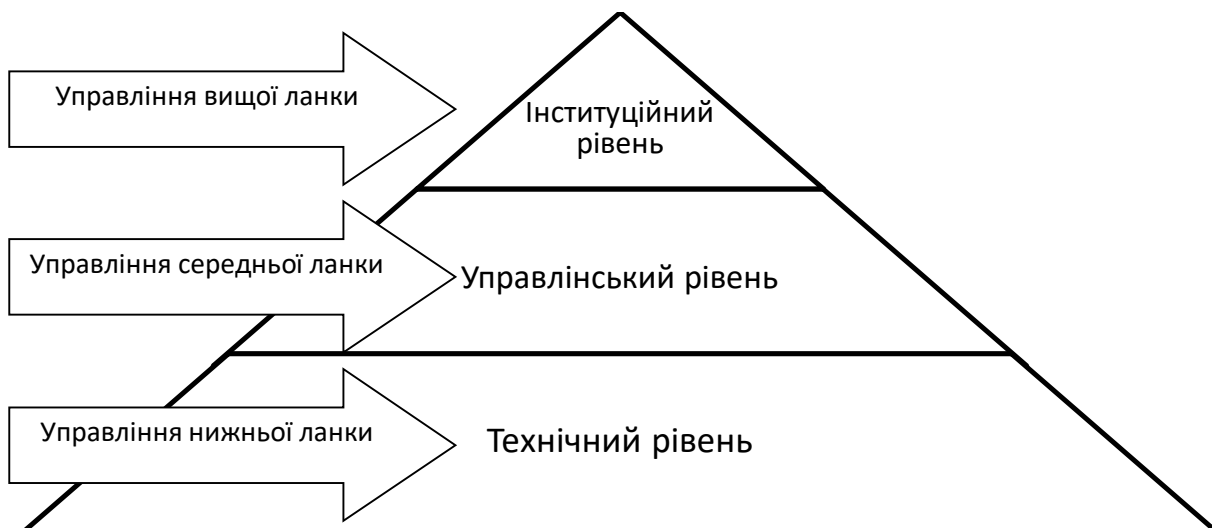 Управління вищої ланки
Інституційний
рівень
Управління середньої ланки
Управлінський рівень
Управління нижньої ланки
Технічний рівень